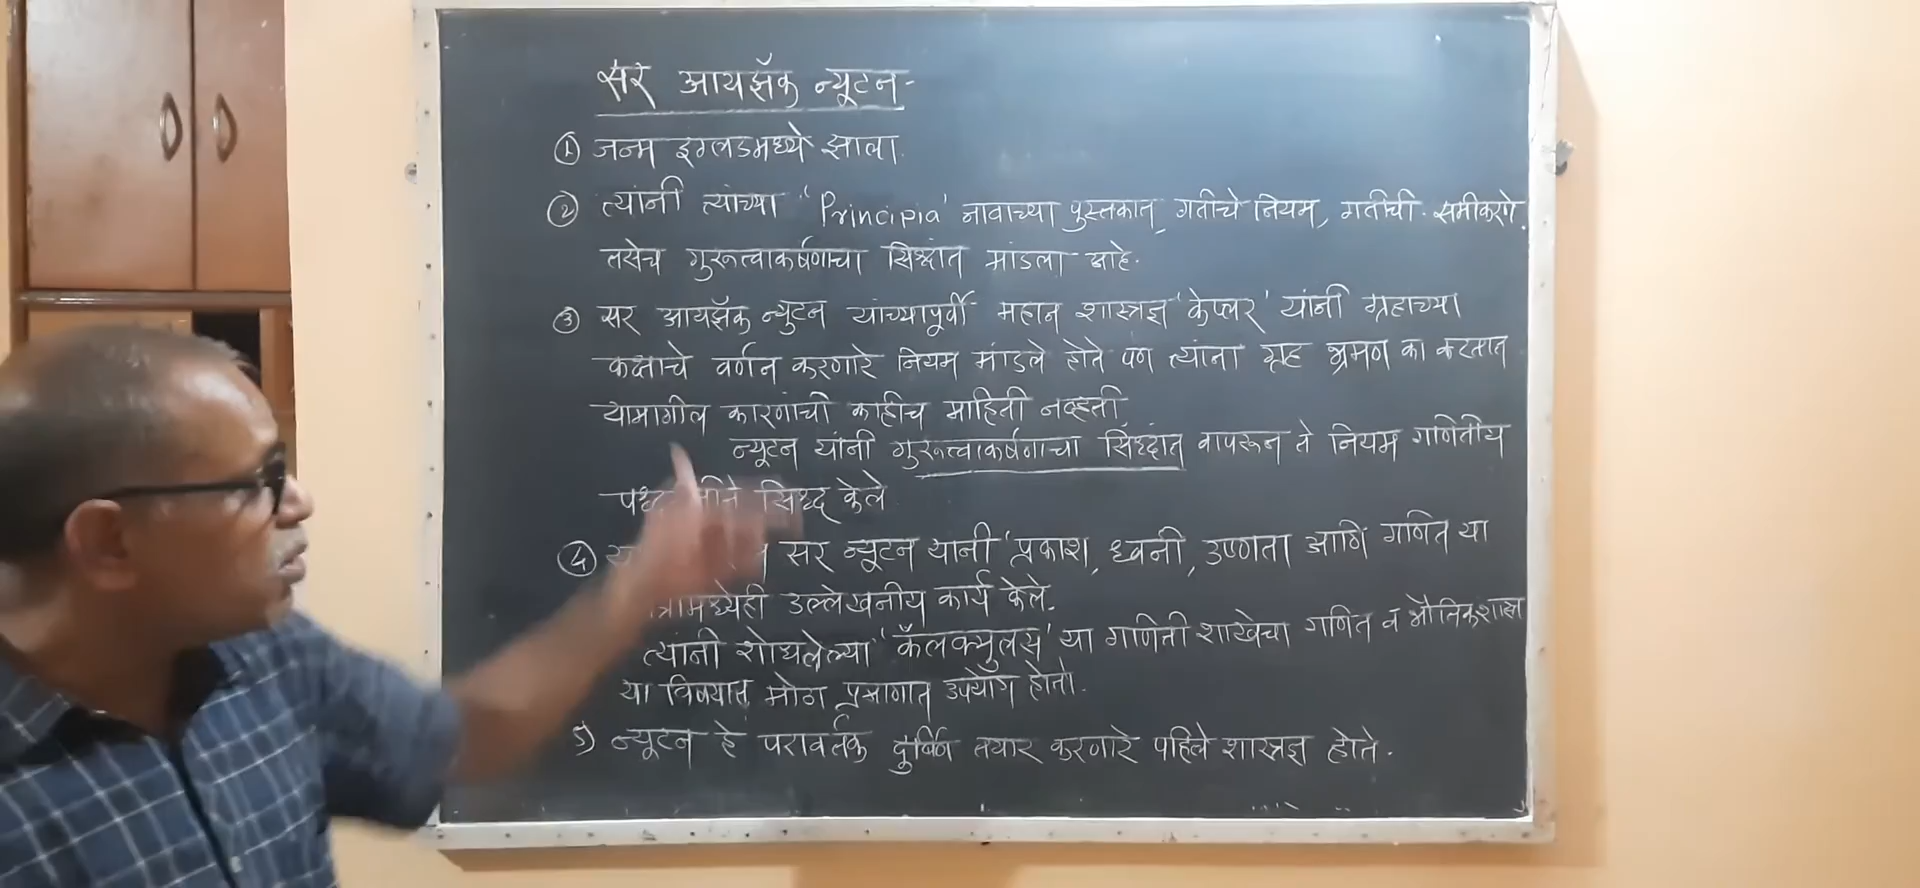 सर आयझॅक न्यूटन-
① जन्म इंग्लडमध्ये झाला.
② त्यांनी त्यांच्या 'Principia' नावाच्या पुस्तकात गतीचे नियम, गतीची समीकरणे
तसेच गुरूत्वाकर्षणाचा सिध्दांत मांडला आहे.
③ सर आयझॅक न्युटन यांच्यापूर्वी महान शास्त्रज्ञ 'केप्लर' यांनी ग्रहाच्या
कक्षाचे वर्णन करणारे नियम मांडले होते पण त्यांना ग्रह भ्रमण का करतात
यामागील कारणांची काहीच माहिती नव्हती
न्यूटन यांनी गुरूत्वाकर्षणाचा सिध्दांत वापरून ते नियम गणितीय
सिध्द केले
④ सर न्यूटन यांनी 'प्रकाश, ध्वनी, उष्णता आणि गणित या
उल्लेखनीय कार्य केले.
त्यांनी शोधलेल्या 'कॅलक्युलस' या गणिती शाखेचा गणित व भौतिकशास्त्र
या विषयात मोठा प्रमाणात उपयोग होतो.
5) न्यूटन हे परावर्तक दुर्बिण तयार करणारे पहिले शास्त्रज्ञ होते.